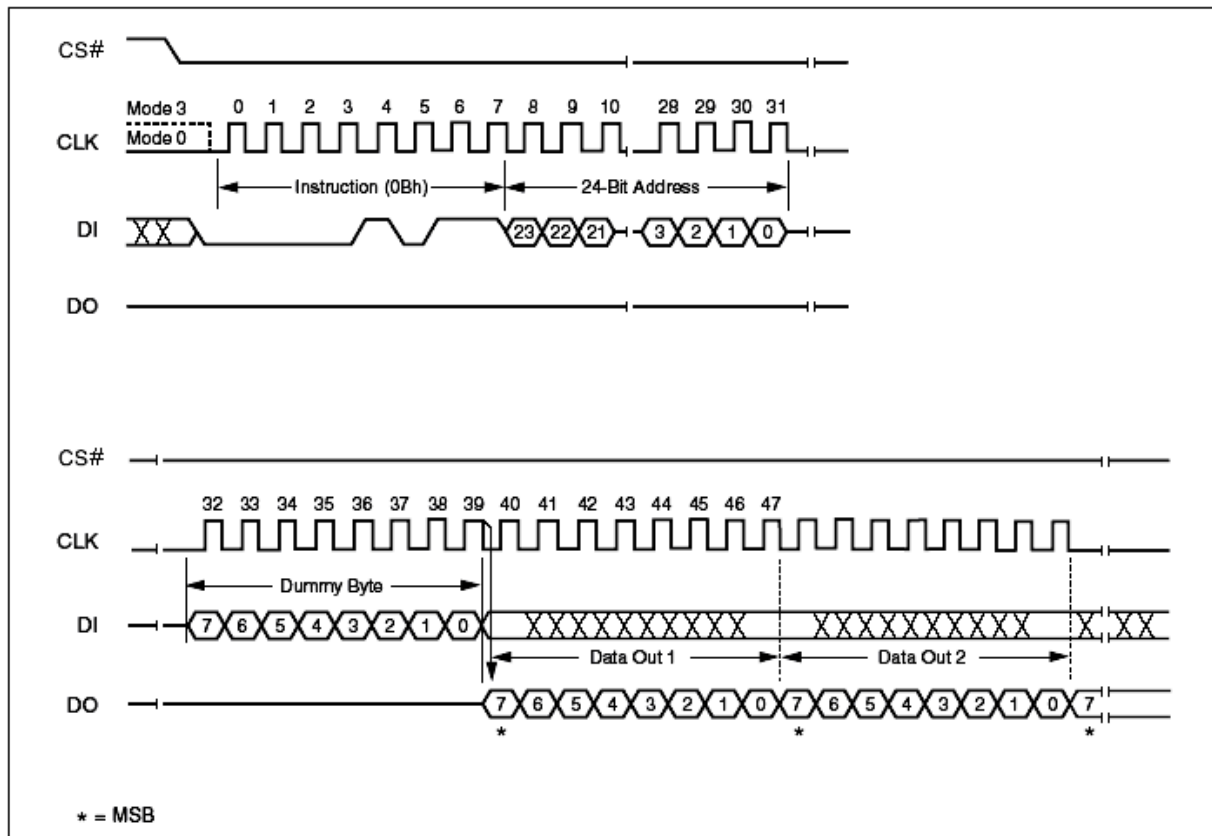 CS#
Mode 3 0 1 2 3 4 5 6 7 8 9 10 28 29 30 31
Mode 0
CLK
Instruction (0Bh) 24-Bit Address
DI 23 22 21 3 2 1 0
DO
CS#
32 33 34 35 36 37 38 39 40 41 42 43 44 45 46 47
CLK
Dummy Byte
DI 7 6 5 4 3 2 1 0
Data Out 1 Data Out 2
DO 7 6 5 4 3 2 1 0 7 6 5 4 3 2 1 0 7
* * *
* = MSB